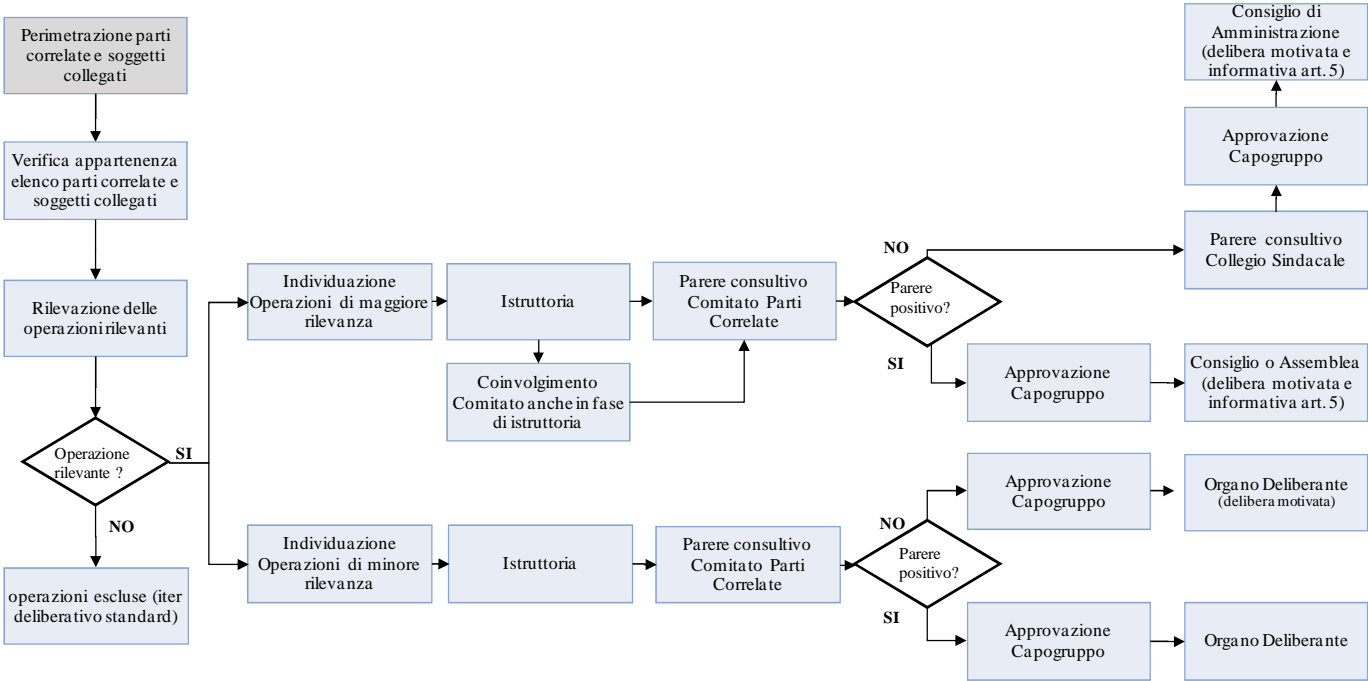 Perimetrazione parti
correlate e soggetti
collegati
Verifica appartenenza
elenco parti correlate e
soggetti collegati
Rilevazione delle
operazioni rilevanti
Operazione
rilevante ?
SI
NO
operazioni escluse (iter
deliberativo standard)
Individuazione
Operazioni di maggiore
rilevanza
Istruttoria
Coinvolgimento
Comitato anche in fase
di istruttoria
Parere consultivo
Comitato Parti
Correlate
Parere
positivo?
NO
Parere consultivo
Collegio Sindacale
Approvazione
Capogruppo
Consiglio di
Amministrazione
(delibera motivata e
informativa art. 5)
SI
Approvazione
Capogruppo
Consiglio o Assemblea
(delibera motivata e
informativa art. 5)
Individuazione
Operazioni di minore
rilevanza
Istruttoria
Parere consultivo
Comitato Parti
Correlate
Parere
positivo?
NO
Approvazione
Capogruppo
Organo Deliberante
(delibera motivata)
SI
Approvazione
Capogruppo
Organo Deliberante